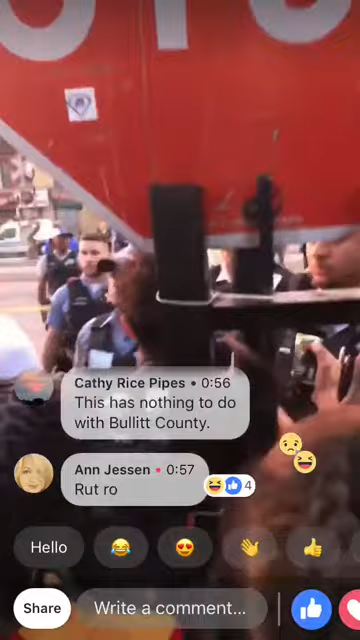 STO
Cathy Rice Pipes • 0:56
This has nothing to do
with Bullitt County.
Ann Jessen • 0:57
Rut ro
4
Hello
Share
Write a comment...